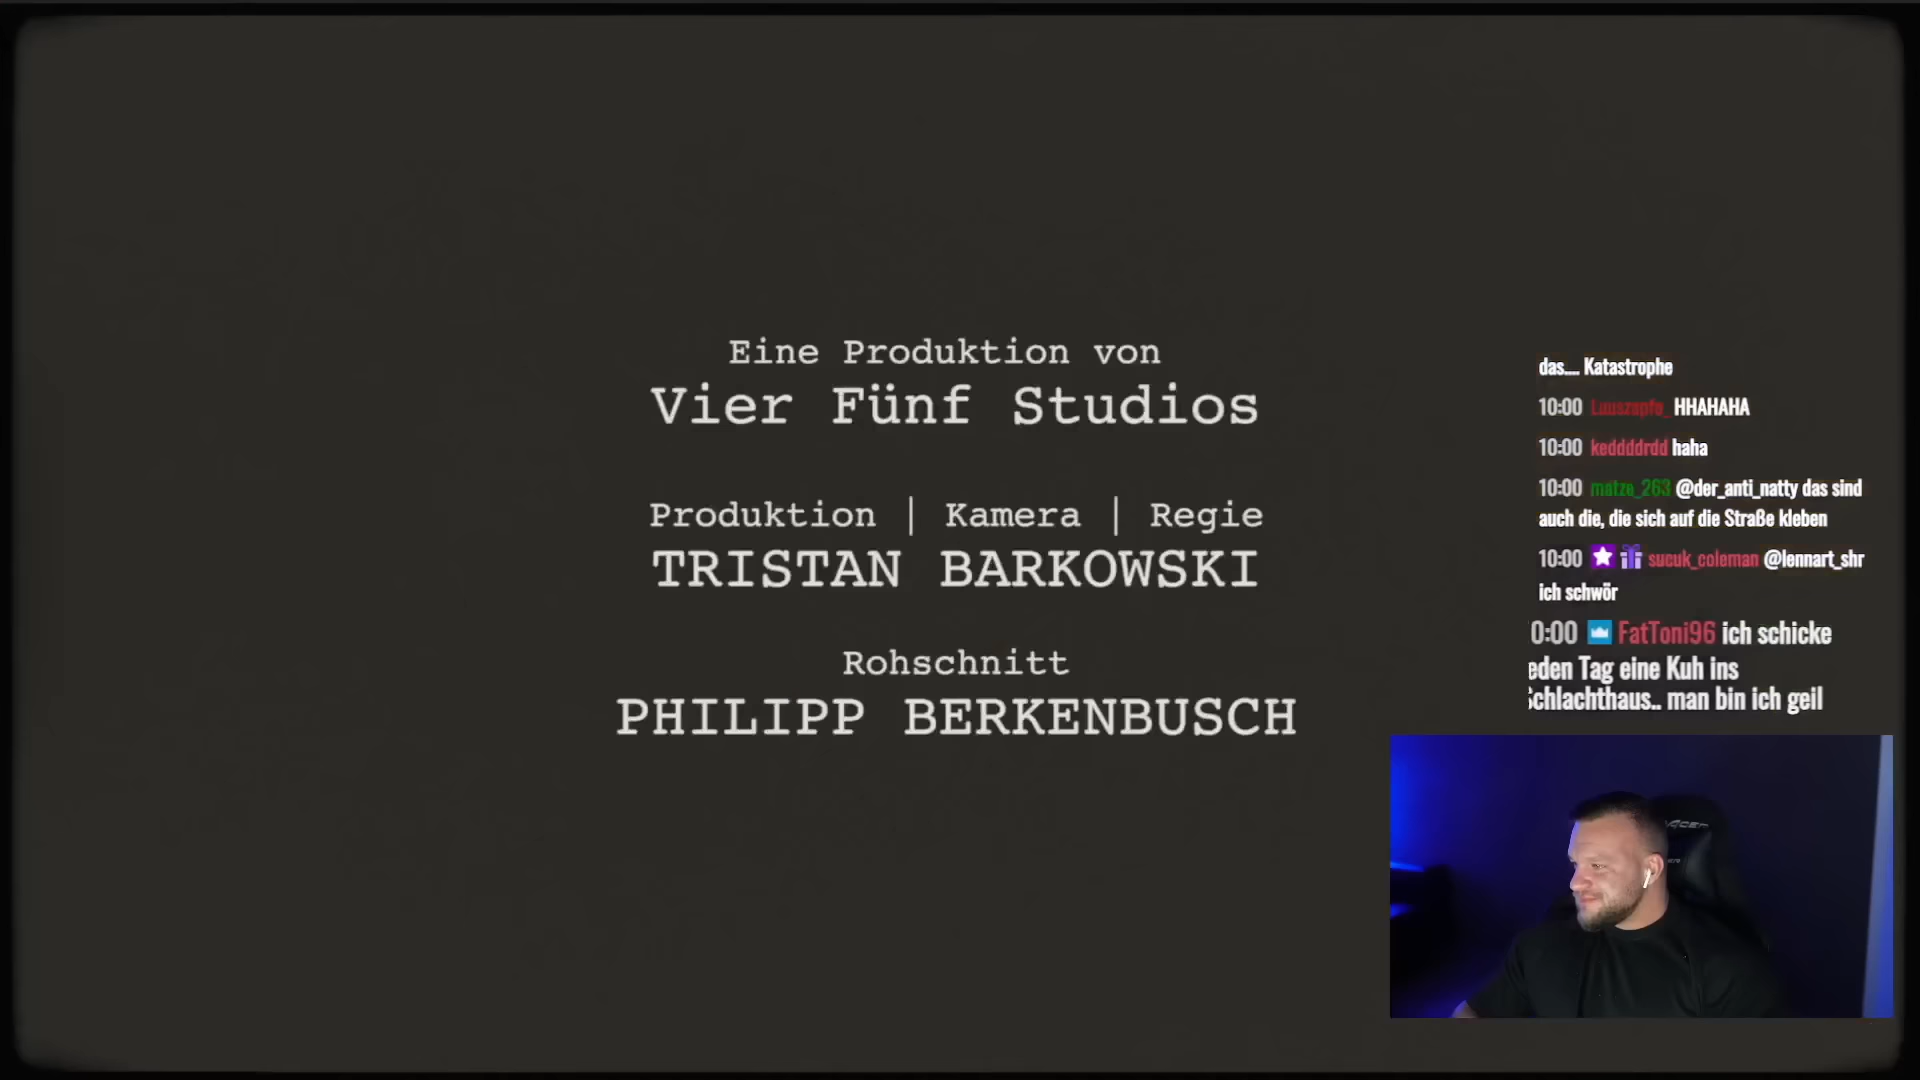 Eine Produktion von
Vier Fünf Studios
Produktion | Kamera | Regie
TRISTAN BARKOWSKI
Rohschnitt
PHILIPP BERKENBUSCH
das.... Katastrophe
10:00 HHAHAHA
10:00 keddddrdd haha
10:00 matze_263 @der_anti_natty das sind
auch die, die sich auf die Straße kleben
10:00 sucuk_coleman @lennart_shr
ich schwör
0:00 FatToni96 ich schicke
eden Tag eine Kuh ins
chlachthaus.. man bin ich geil